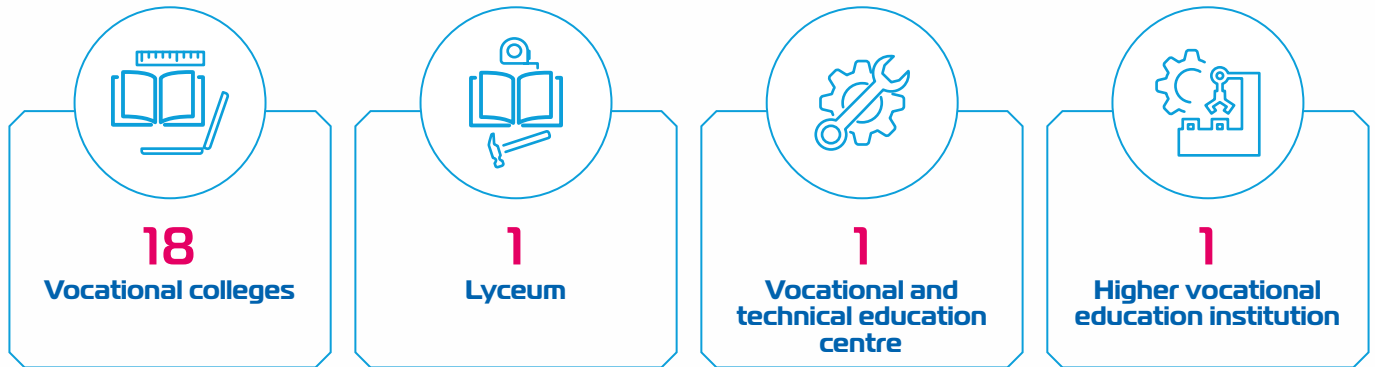 18
Vocational colleges
1
Lyceum
1
Vocational and
technical education
centre
1
Higher vocational
education institution